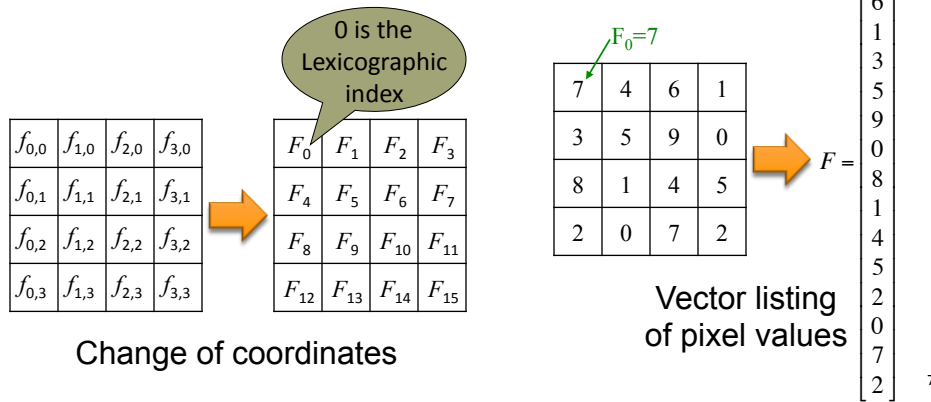 0 is the
Lexicographic
index
f0,0 f1,0 f2,0 f3,0
f0,1 f1,1 f2,1 f3,1
f0,2 f1,2 f2,2 f3,2
f0,3 f1,3 f2,3 f3,3
F0 F1 F2 F3
F4 F5 F6 F7
F8 F9 F10 F11
F12 F13 F14 F15
Change of coordinates
F0=7
7 4 6 1
3 5 9 0
8 1 4 5
2 0 7 2
Vector listing
of pixel values
F =
6
1
3
5
9
0
8
1
4
5
2
0
7
2